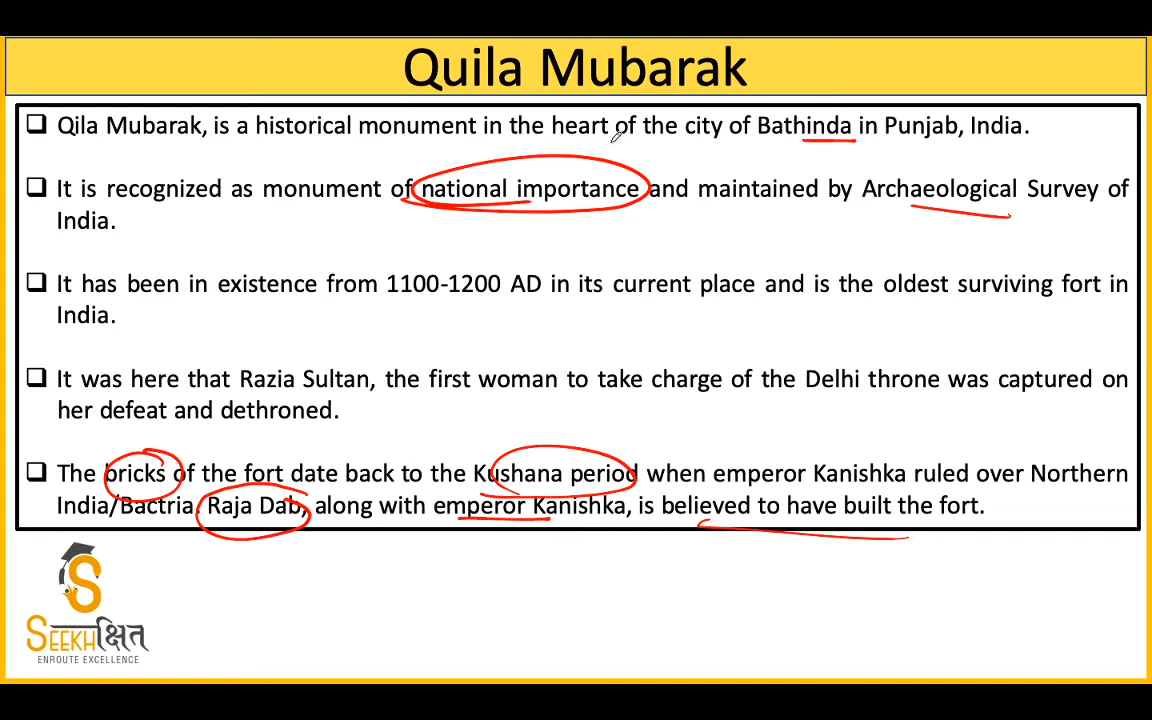 Quila Mubarak
❑ Qila Mubarak, is a historical monument in the heart of the city of Bathinda in Punjab, India.
❑ It is recognized as monument of national importance and maintained by Archaeological Survey of
India.
❑ It has been in existence from 1100-1200 AD in its current place and is the oldest surviving fort in
India.
❑ It was here that Razia Sultan, the first woman to take charge of the Delhi throne was captured on
her defeat and dethroned.
❑ The bricks of the fort date back to the Kushana period when emperor Kanishka ruled over Northern
India/Bactria. Raja Dab, along with emperor Kanishka, is believed to have built the fort.
S
SEEKHक्षित
ENROUTE EXCELLENCE